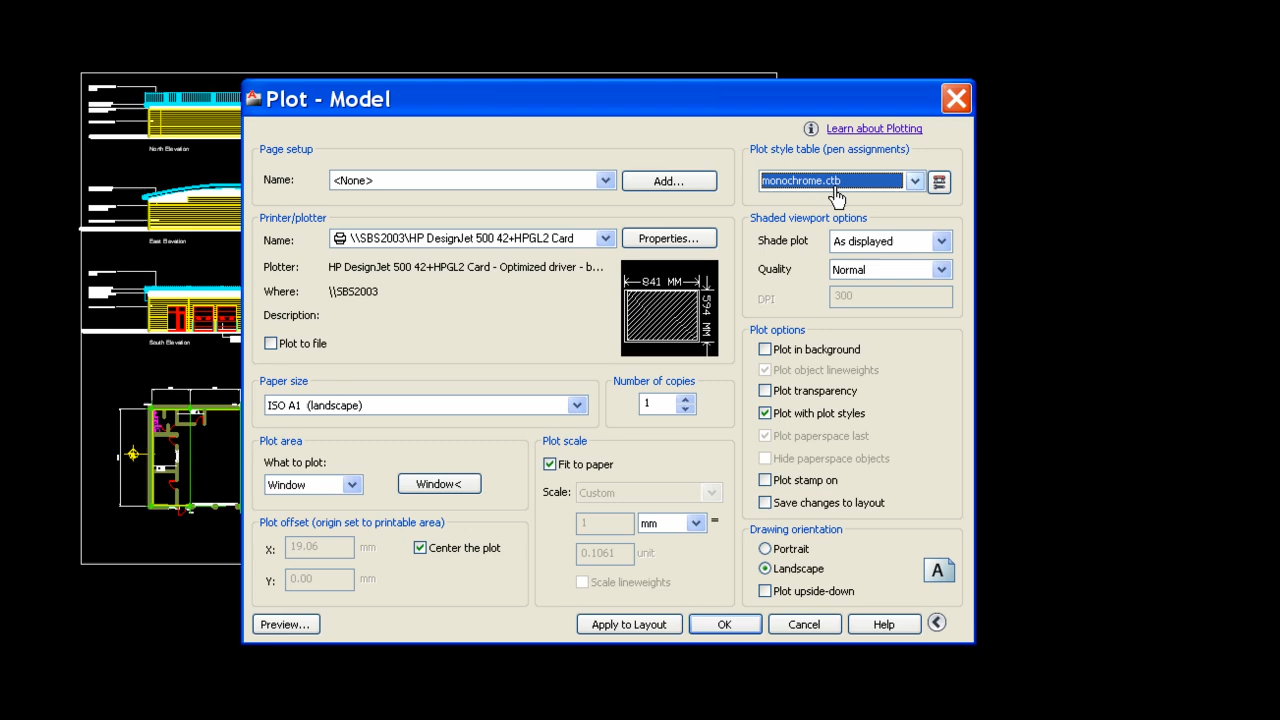 Plot - Model
Learn about Plotting
Page setup
Name: <None> Add...
Plot style table (pen assignments)
monochrome.ctb
Printer/plotter
Name: \\SBS2003\HP DesignJet 500 42+HPGL2 Card Properties...
Plotter: HP DesignJet 500 42+HPGL2 Card - Optimized driver - b...
Where: \\SBS2003
Description:
Plot to file
841 MM
594 MM
Shaded viewport options
Shade plot As displayed
Quality Normal
DPI 300
Paper size
ISO A1 (landscape)
Number of copies
1
Plot options
Plot in background
Plot object lineweights
Plot transparency
Plot with plot styles
Plot paperspace last
Hide paperspace objects
Plot stamp on
Save changes to layout
Plot area
What to plot:
Window Window<
Plot scale
Fit to paper
Scale: Custom
1 mm =
0.1061 unit
Scale lineweights
Plot offset (origin set to printable area)
X: 19.06 mm Center the plot
Y: 0.00 mm
Drawing orientation
Portrait
Landscape
A
Plot upside-down
Preview... Apply to Layout OK Cancel Help
North Elevation
East Elevation
South Elevation